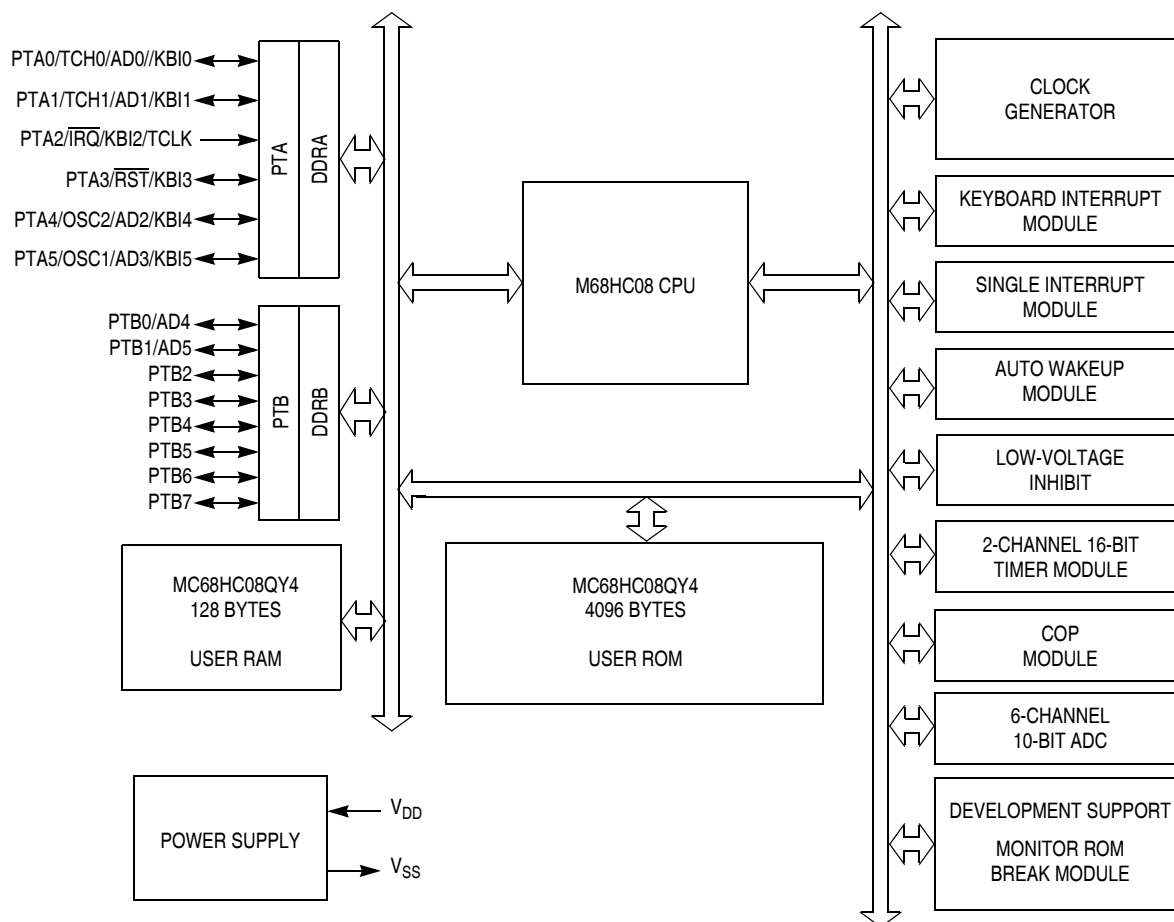 PTA0/TCH0/AD0//KBI0
PTA1/TCH1/AD1/KBI1
PTA2/I̅R̅Q̅/KBI2/TCLK
PTA3/R̅S̅T̅/KBI3
PTA4/OSC2/AD2/KBI4
PTA5/OSC1/AD3/KBI5
PTA
DDRA
PTB0/AD4
PTB1/AD5
PTB2
PTB3
PTB4
PTB5
PTB6
PTB7
PTB
DDRB
M68HC08 CPU
MC68HC08QY4
128 BYTES
USER RAM
MC68HC08QY4
4096 BYTES
USER ROM
POWER SUPPLY
VDD
VSS
CLOCK
GENERATOR
KEYBOARD INTERRUPT
MODULE
SINGLE INTERRUPT
MODULE
AUTO WAKEUP
MODULE
LOW-VOLTAGE
INHIBIT
2-CHANNEL 16-BIT
TIMER MODULE
COP
MODULE
6-CHANNEL
10-BIT ADC
DEVELOPMENT SUPPORT
MONITOR ROM
BREAK MODULE